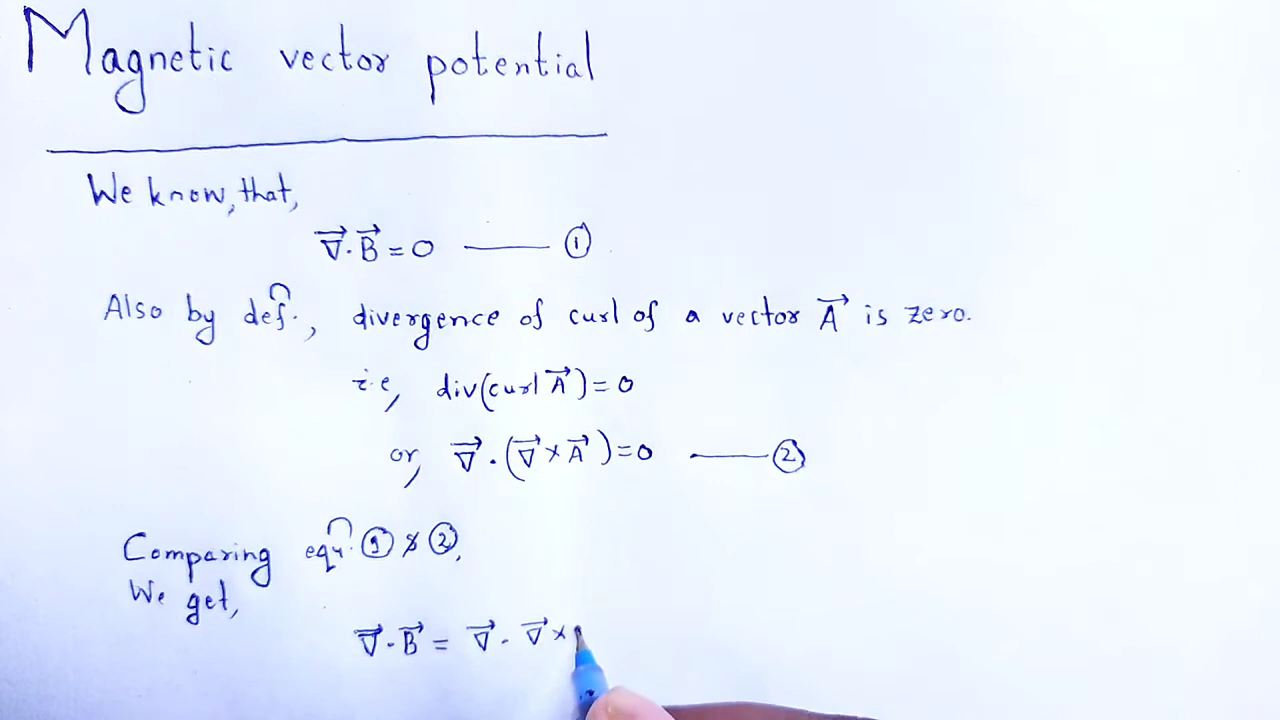 Magnetic vector potential
We know, that,
∇⃗·B⃗ = 0 —— ①
Also by def⁠n., divergence of curl of a vector A⃗ is zero.
i.e, div(curl A⃗) = 0
or, ∇⃗·(∇⃗×A⃗) = 0 —— ②
Comparing eqn. ① & ②,
We get,
∇⃗·B⃗ = ∇⃗·∇⃗×